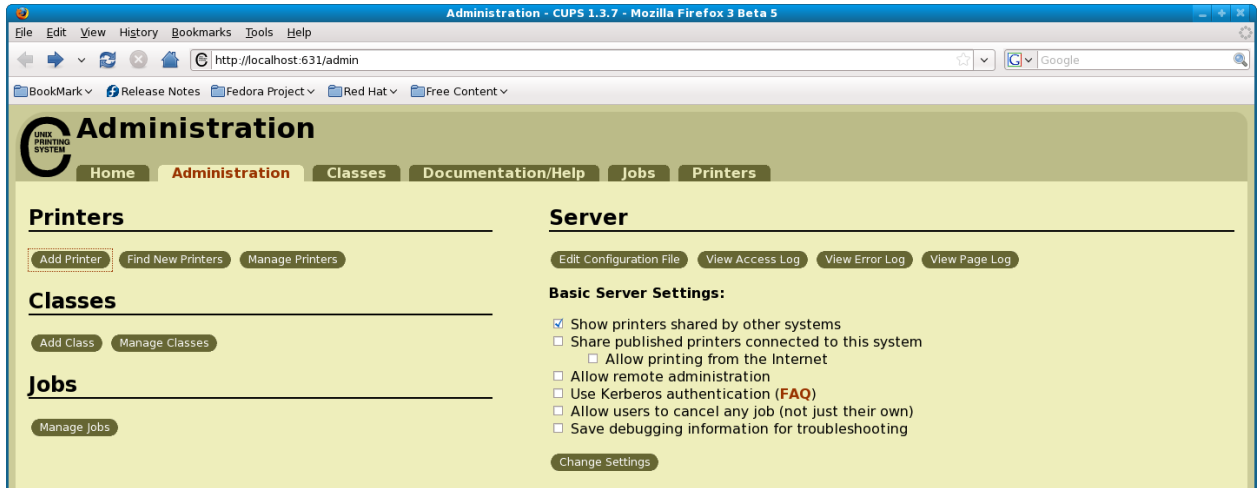 Administration - CUPS 1.3.7 - Mozilla Firefox 3 Beta 5
File Edit View History Bookmarks Tools Help
http://localhost:631/admin
G Google
BookMark Release Notes Fedora Project Red Hat Free Content
UNIX
PRINTING
SYSTEM
Administration
Home Administration Classes Documentation/Help Jobs Printers
Printers
Add Printer Find New Printers Manage Printers
Classes
Add Class Manage Classes
Jobs
Manage Jobs
Server
Edit Configuration File View Access Log View Error Log View Page Log
Basic Server Settings:
Show printers shared by other systems
Share published printers connected to this system
Allow printing from the Internet
Allow remote administration
Use Kerberos authentication (FAQ)
Allow users to cancel any job (not just their own)
Save debugging information for troubleshooting
Change Settings